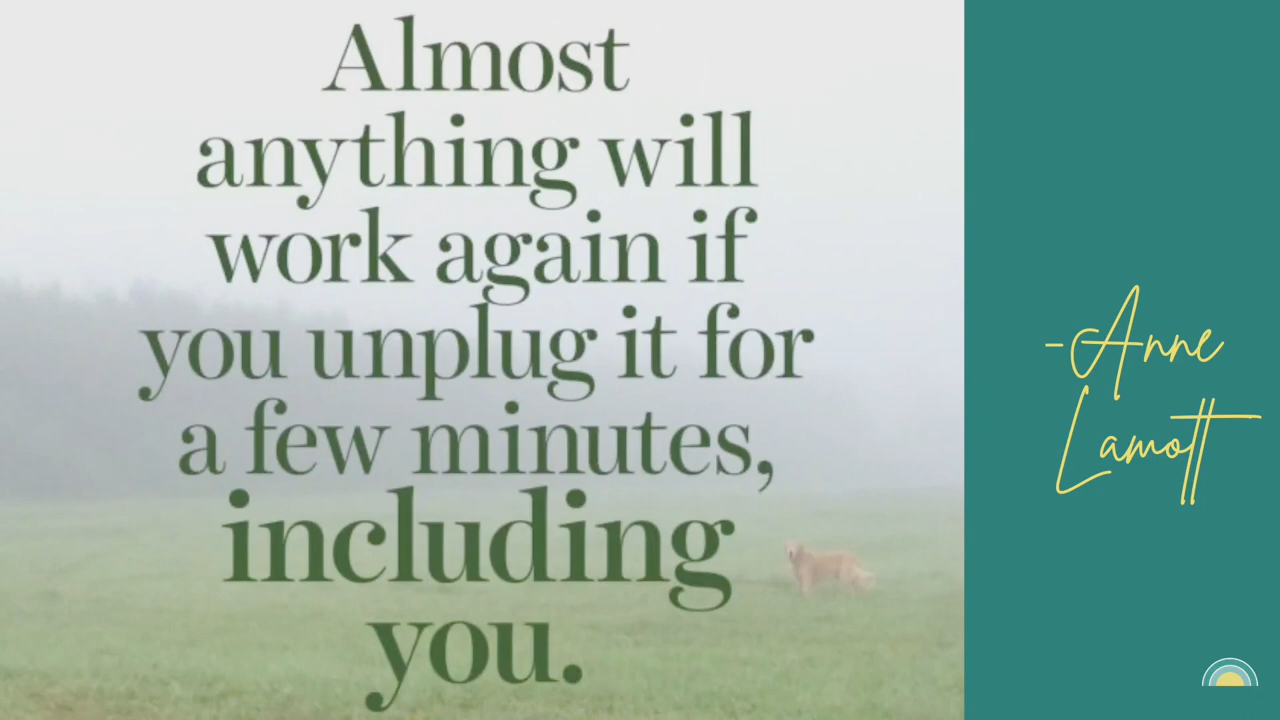 Almost
anything will
work again if
you unplug it for
a few minutes,
including
you.
-Anne
Lamott